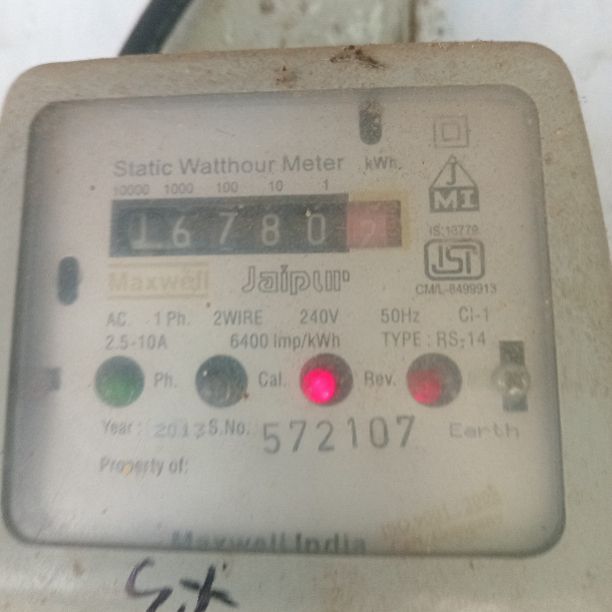 Static Watthour Meter kWh.
10000 1000 100 10 1
16780
JMI
IS:13779
ISI
Maxwell Jaipur
CM/L-8499913
AC. 1 Ph. 2WIRE 240V 50Hz Cl-1
2.5-10A 6400 Imp/kWh TYPE : RS-14
Ph. Cal. Rev.
Year: 2013 S.No. 572107 Earth
Property of:
Maxwell India